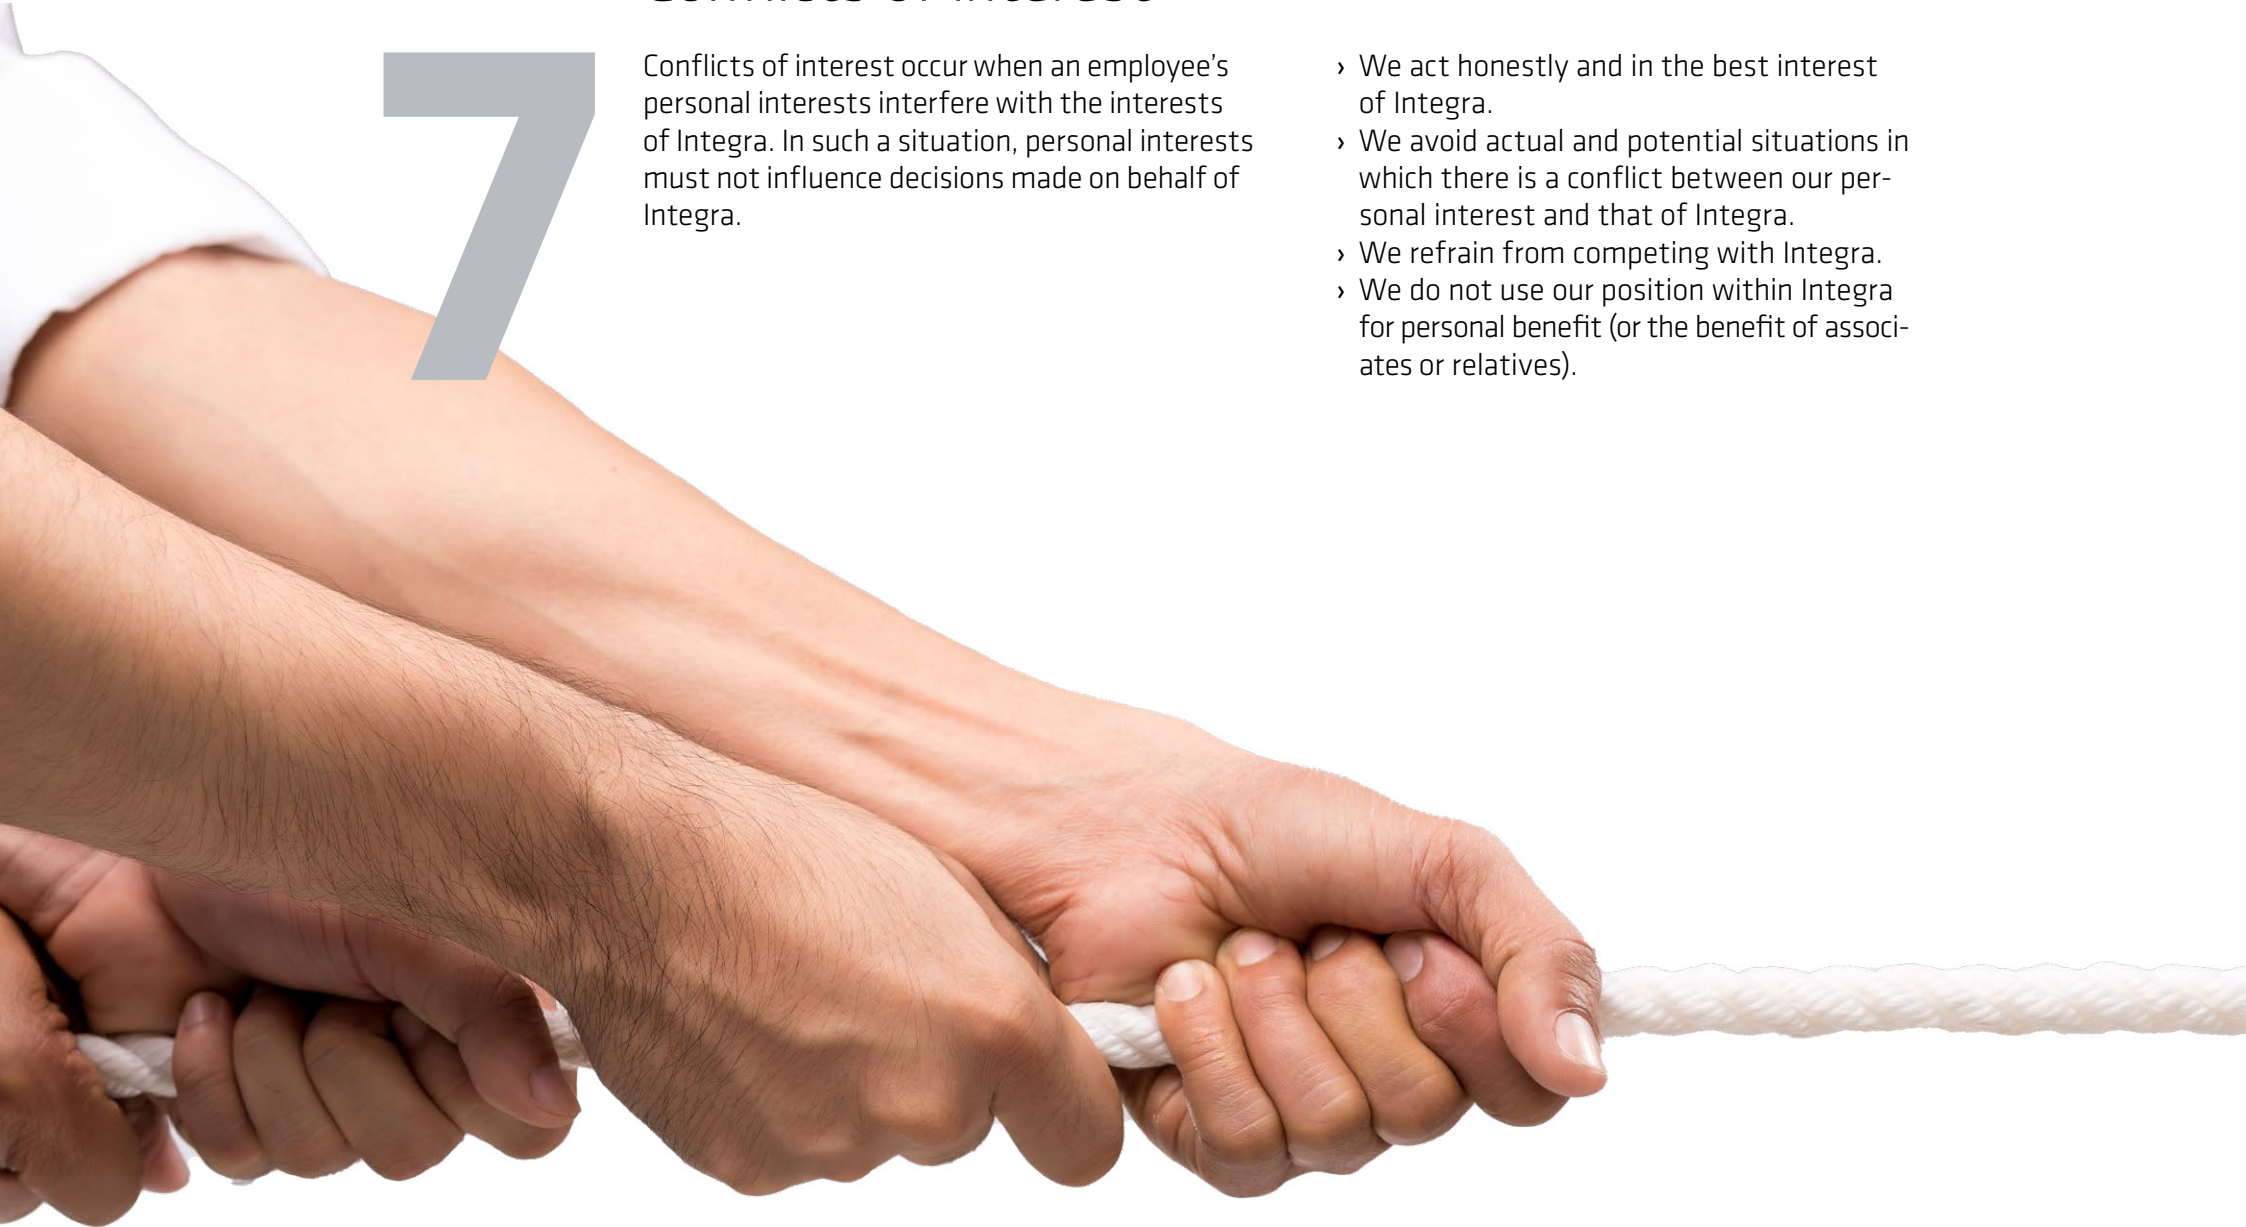 Conflicts of Interest
7
Conflicts of interest occur when an employee’s
personal interests interfere with the interests
of Integra. In such a situation, personal interests
must not influence decisions made on behalf of
Integra.
› We act honestly and in the best interest
of Integra.
› We avoid actual and potential situations in
which there is a conflict between our per-
sonal interest and that of Integra.
› We refrain from competing with Integra.
› We do not use our position within Integra
for personal benefit (or the benefit of associ-
ates or relatives).